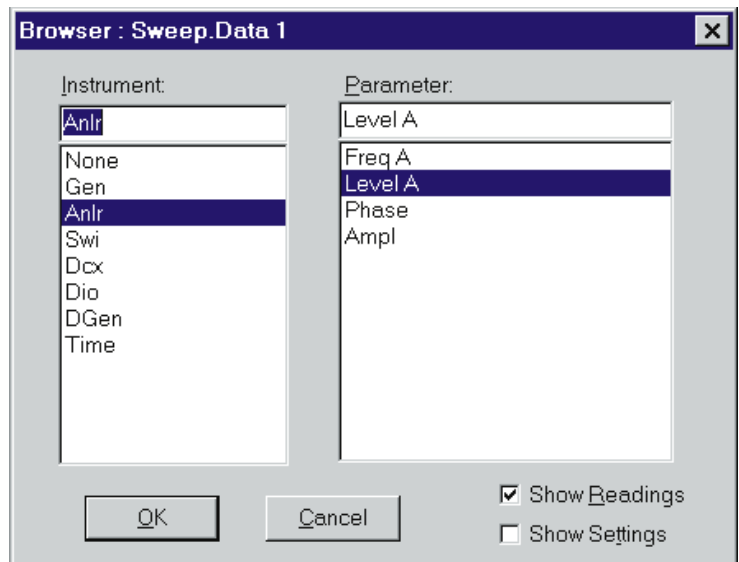 Browser : Sweep.Data 1
Instrument:
Anlr
None
Gen
Anlr
Swi
Dcx
Dio
DGen
Time
Parameter:
Level A
Freq A
Level A
Phase
Ampl
OK
Cancel
Show Readings
Show Settings